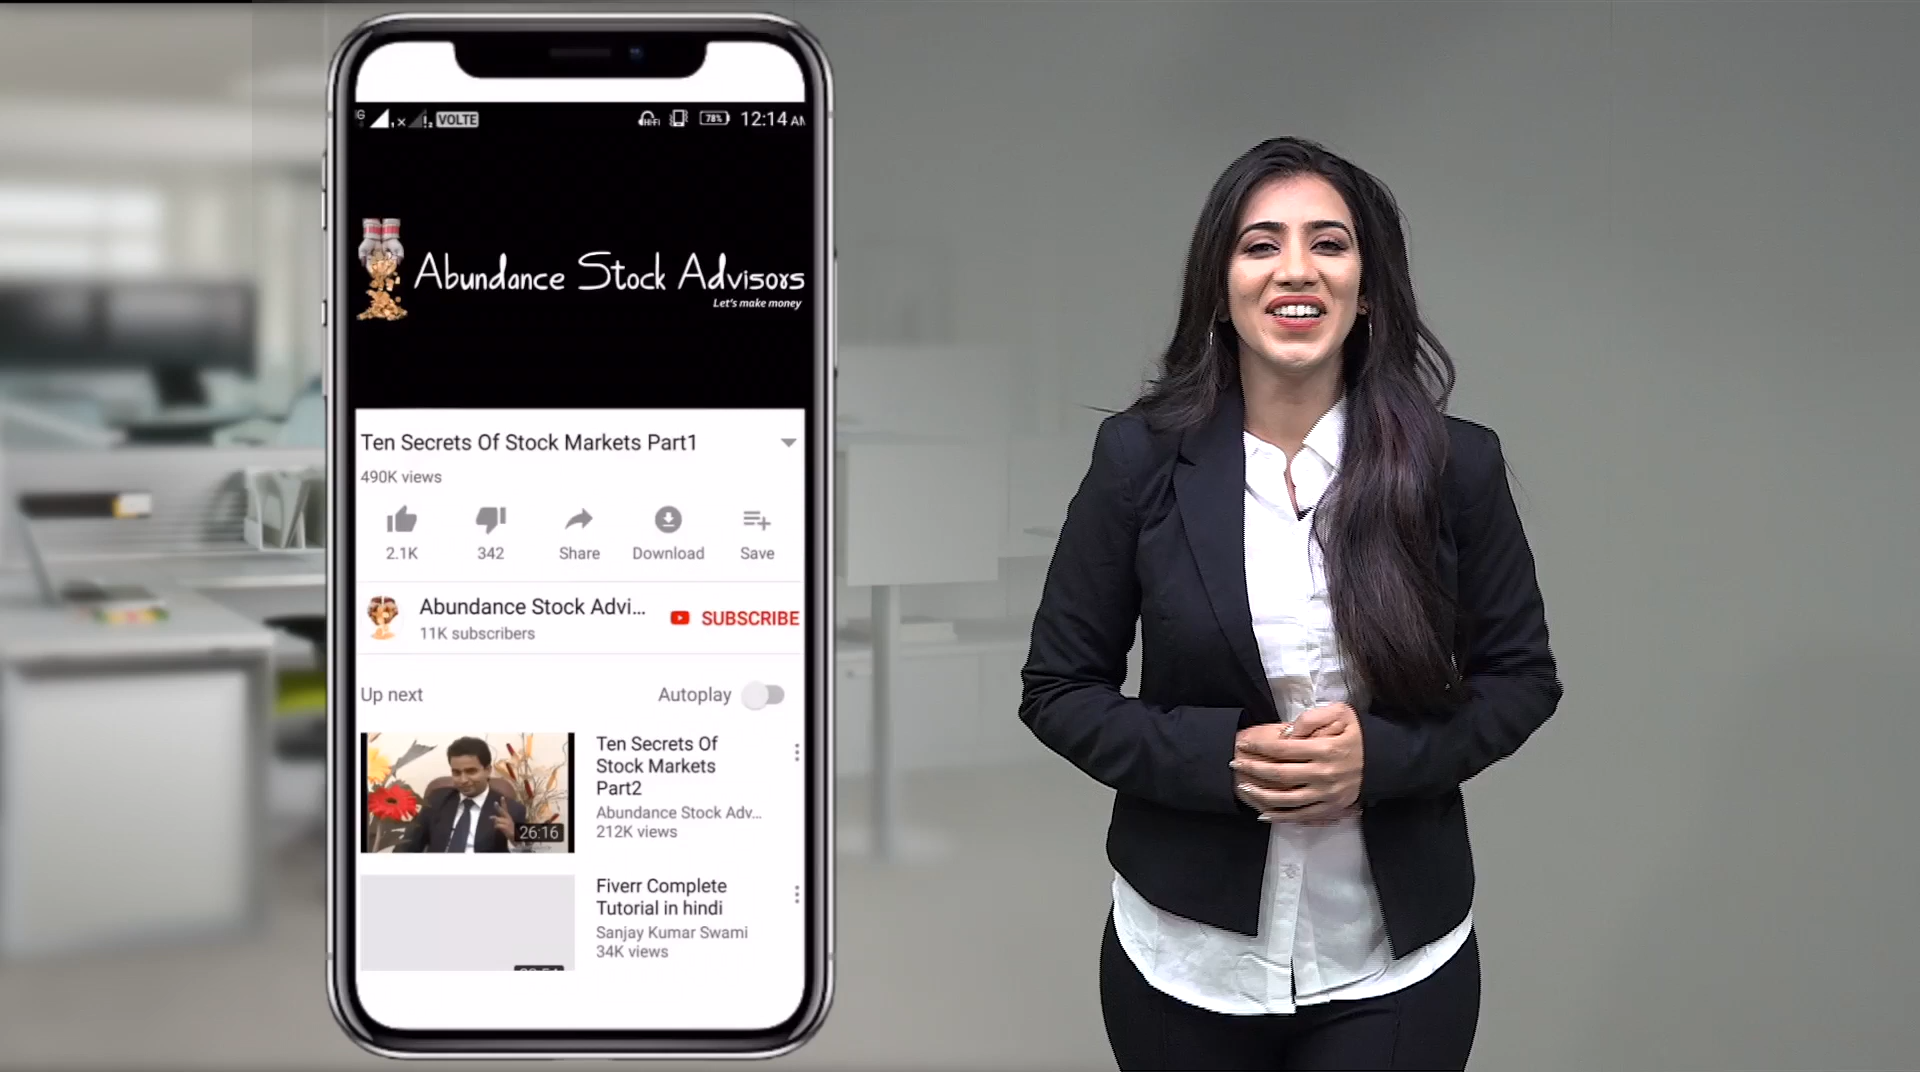 VOLTE 78% 12:14 AM
Abundance Stock Advisors
Let's make money
Ten Secrets Of Stock Markets Part1
490K views
2.1K 342 Share Download Save
Abundance Stock Advi...
11K subscribers
SUBSCRIBE
Up next Autoplay
Ten Secrets Of
Stock Markets
Part2
Abundance Stock Adv...
212K views
26:16
Fiverr Complete
Tutorial in hindi
Sanjay Kumar Swami
34K views